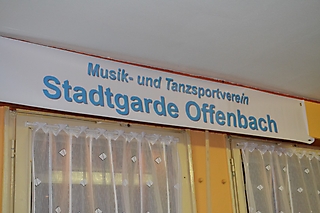 Musik- und Tanzsportverein
Stadtgarde Offenbach